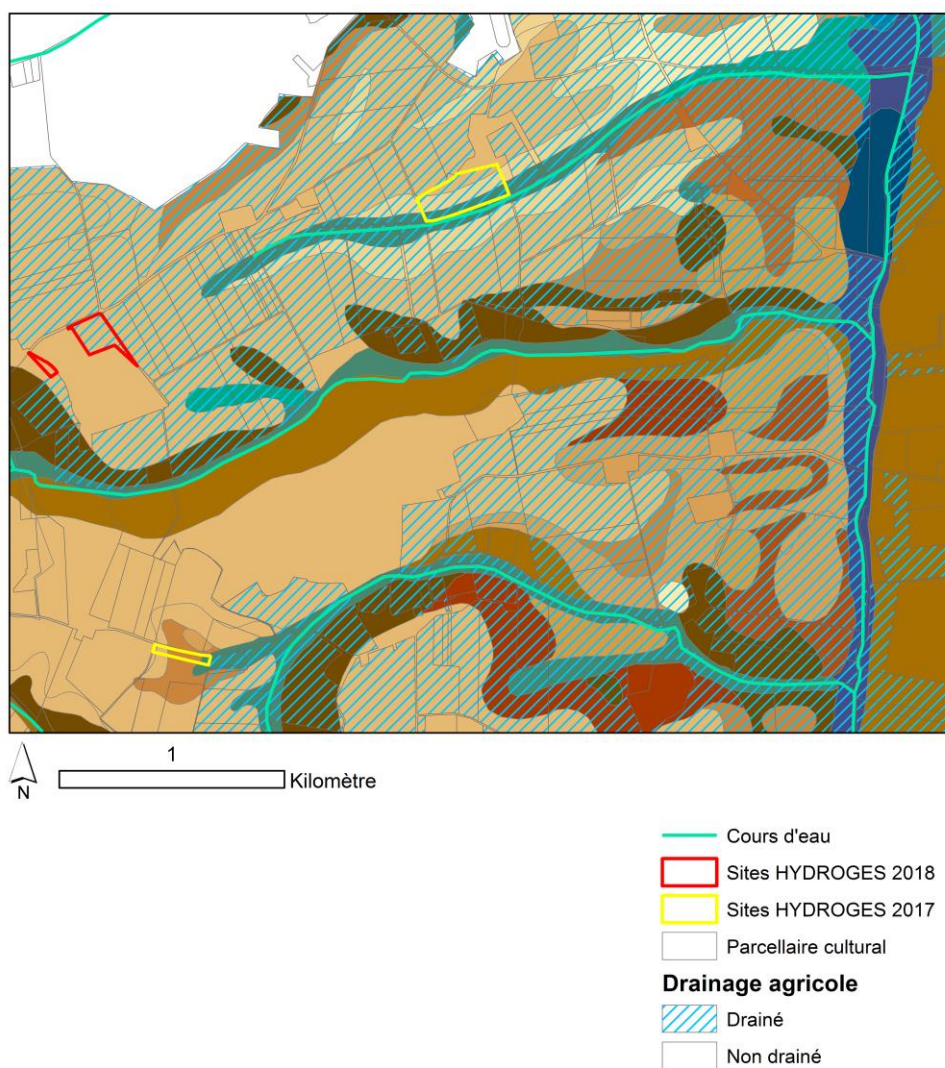 N
1
Kilomètre
Cours d'eau
Sites HYDROGES 2018
Sites HYDROGES 2017
Parcellaire cultural
Drainage agricole
Drainé
Non drainé